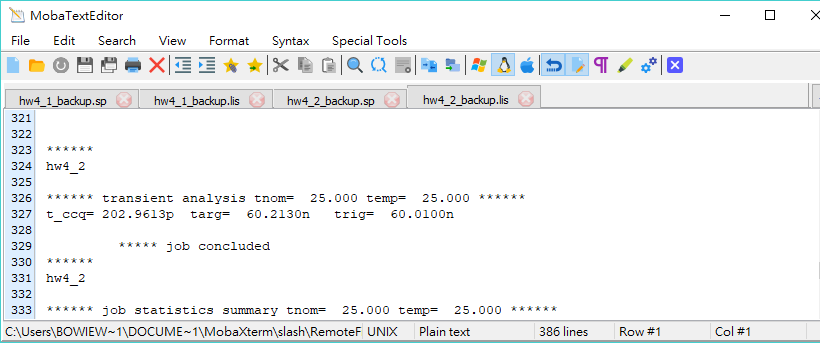 MobaTextEditor
File Edit Search View Format Syntax Special Tools
hw4_1_backup.sp hw4_1_backup.lis hw4_2_backup.sp hw4_2_backup.lis
321
322
323 ******
324 hw4_2
325
326 ****** transient analysis tnom= 25.000 temp= 25.000 ******
327 t_ccq= 202.9613p targ= 60.2130n trig= 60.0100n
328
329 ***** job concluded
330 ******
331 hw4_2
332
333 ****** job statistics summary tnom= 25.000 temp= 25.000 ******
C:\Users\BOWIEW~1\DOCUME~1\MobaXterm\slash\RemoteF UNIX Plain text 386 lines Row #1 Col #1